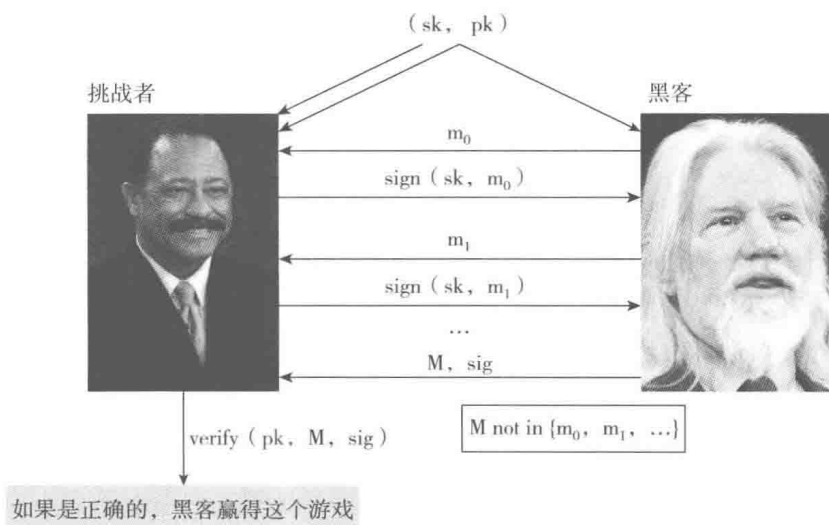 (sk, pk)
挑战者
黑客
m₀
sign(sk, m₀)
m₁
sign(sk, m₁)
…
M, sig
verify(pk, M, sig)
M not in {m₀, m₁, …}
如果是正确的，黑客赢得这个游戏